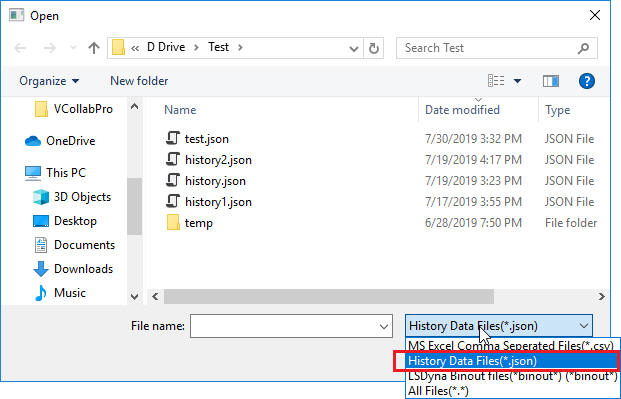 Open
« D Drive > Test >
Search Test
Organize
New folder
VCollabPro
OneDrive
This PC
3D Objects
Desktop
Documents
Downloads
Music
Name Date modified Type
test.json 7/30/2019 3:32 PM JSON File
history2.json 7/19/2019 4:17 PM JSON File
history.json 7/19/2019 3:23 PM JSON File
history1.json 7/17/2019 3:55 PM JSON File
temp 6/28/2019 7:50 PM File folder
File name:
History Data Files(*.json)
MS Excel Comma Seperated Files(*.csv)
History Data Files(*.json)
LSDyna Binout files(*binout*) (*binout*)
All Files(*.*)